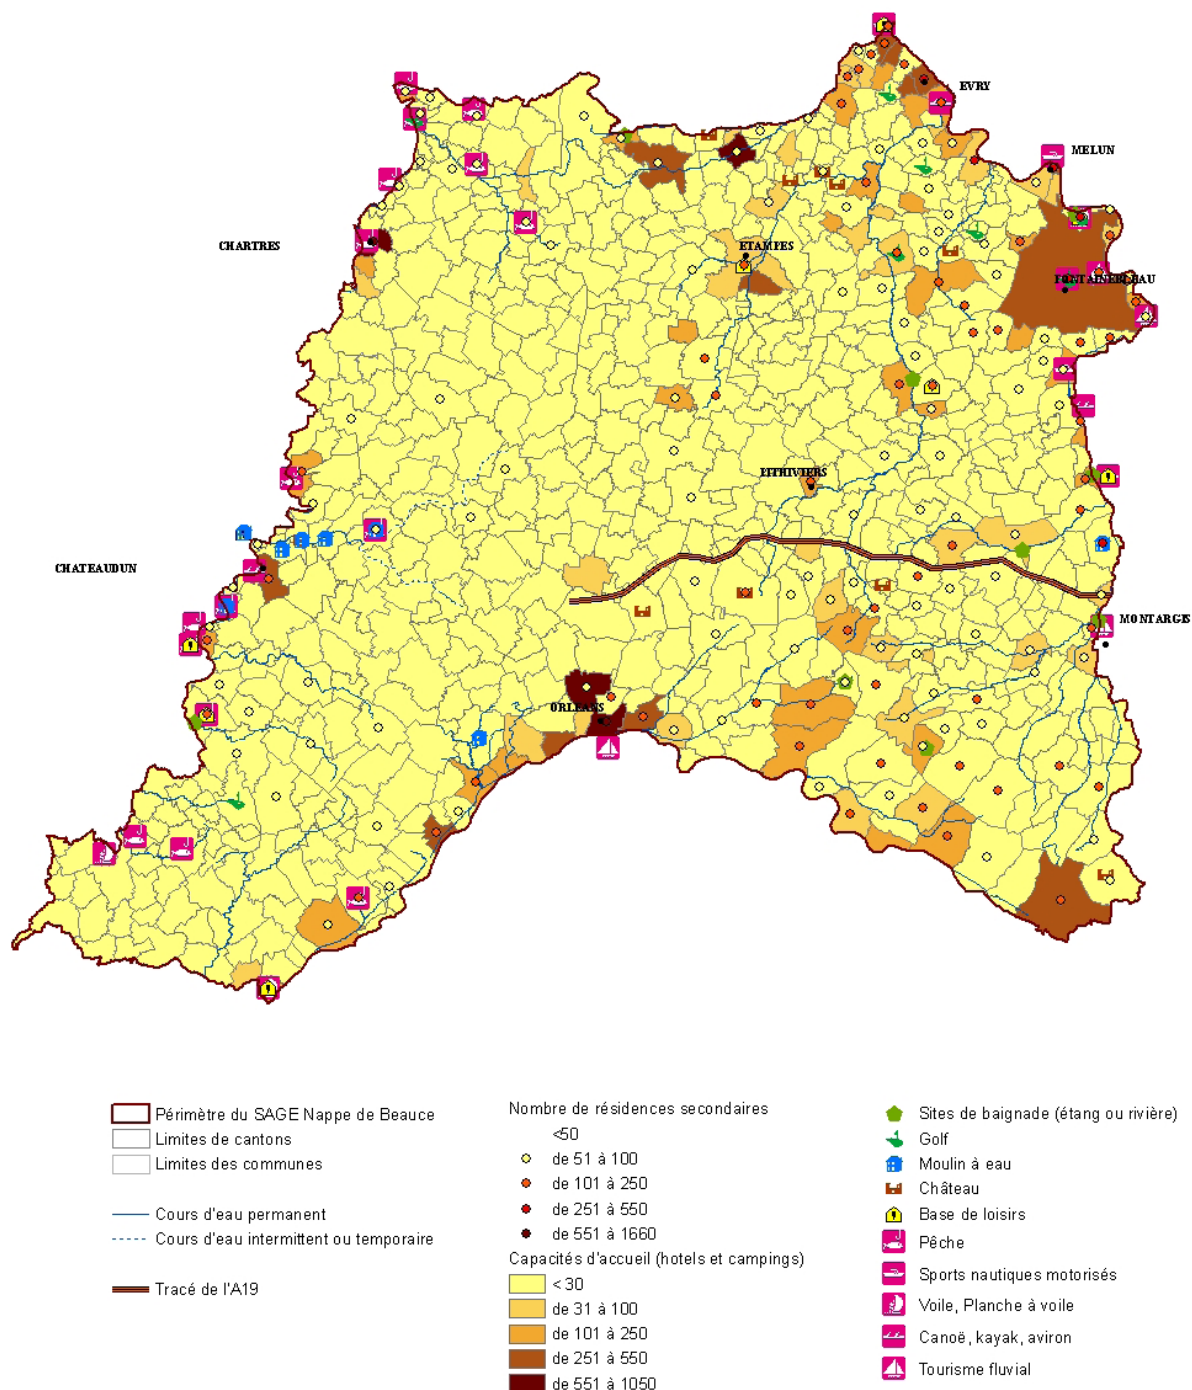 EVRY
MELUN
CHARTRES
ETAMPES
FONTAINEBLEAU
LITHIVIERS
CHATEAUDUN
MONTARGIS
ORLEANS
Périmètre du SAGE Nappe de Beauce
Limites de cantons
Limites des communes
Cours d'eau permanent
Cours d'eau intermittent ou temporaire
Tracé de l'A19
Nombre de résidences secondaires
<50
de 51 à 100
de 101 à 250
de 251 à 550
de 551 à 1660
Capacités d'accueil (hotels et campings)
< 30
de 31 à 100
de 101 à 250
de 251 à 550
de 551 à 1050
Sites de baignade (étang ou rivière)
Golf
Moulin à eau
Château
Base de loisirs
Pêche
Sports nautiques motorisés
Voile, Planche à voile
Canoë, kayak, aviron
Tourisme fluvial